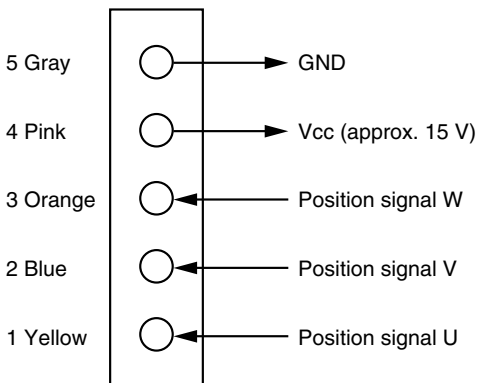 5 Gray GND
4 Pink Vcc (approx. 15 V)
3 Orange Position signal W
2 Blue Position signal V
1 Yellow Position signal U